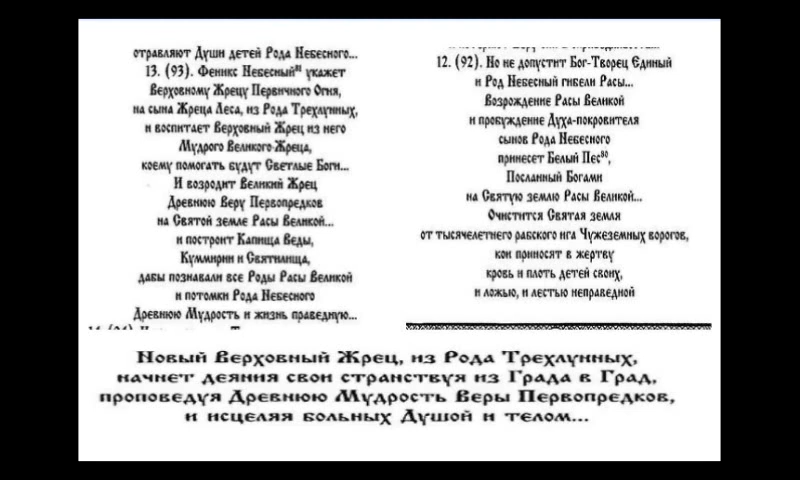 отравляют Души детей Рода Небесного...
13. (93). Феникс Небесный⁸¹ укажет
Верховному Жрецу Первичного Огня,
на сына Жреца Леса, из Рода Трехлунных,
и воспитает Верховный Жрец из него
Мудрого Великого Жреца,
коему помогать будут Светлые Боги...
И возродит Великий Жрец
Древнюю Веру Первопредков
на Святой земле Расы Великой...
и построит Капища Веды,
Куммирни и Святилища,
дабы познавали все Роды Расы Великой
и потомки Рода Небесного
Древнюю Мудрость и жизнь праведную...
12. (92). Но не допустит Бог-Творец Единый
и Род Небесный гибели Расы...
Возрождение Расы Великой
и пробуждение Духа-покровителя
сынов Рода Небесного
принесет Белый Пес⁸⁰,
Посланный Богами
на Святую землю Расы Великой...
Очистится Святая земля
от тысячелетнего рабского ига Чужеземных ворогов,
кои приносят в жертву
кровь и плоть детей своих,
и ложью, и лестью неправедной
Новый Верховный Жрец, из Рода Трехлунных,
начнет деяния свои странствуя из Града в Град,
проповедуя Древнюю Мудрость Веры Первопредков,
и исцеляя больных Душой и телом...